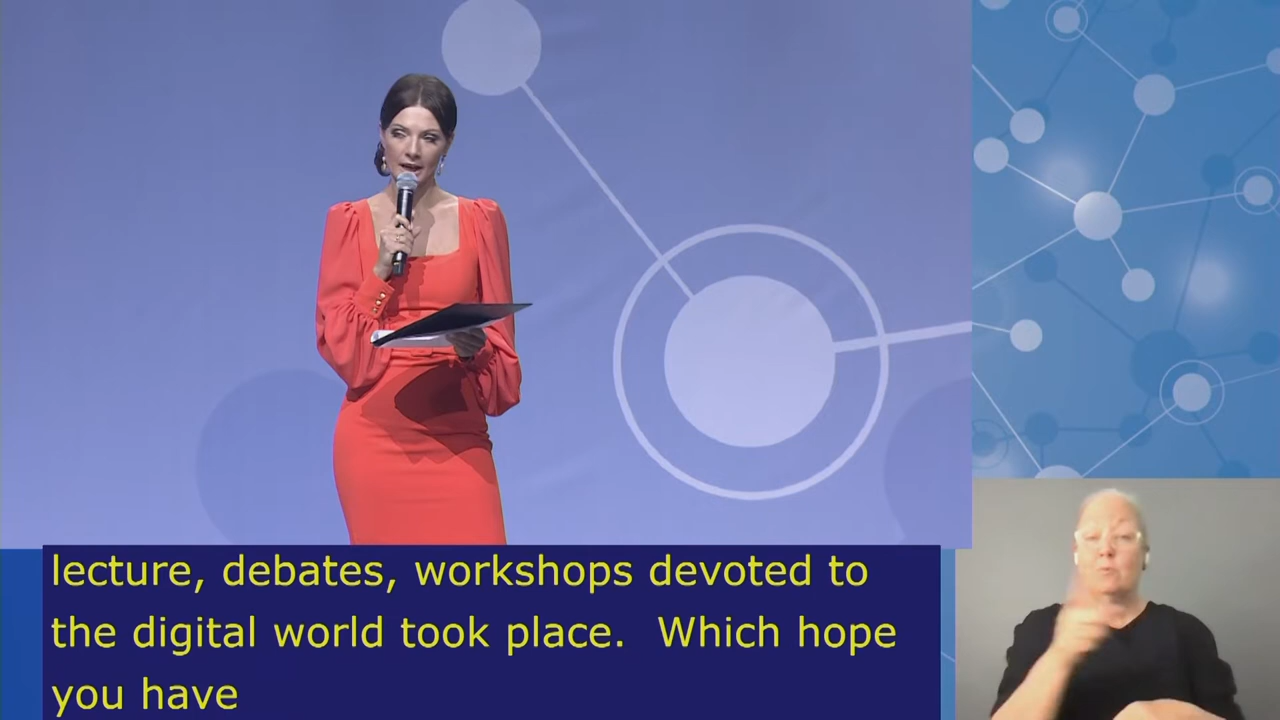 lecture, debates, workshops devoted to
the digital world took place.  Which hope
you have